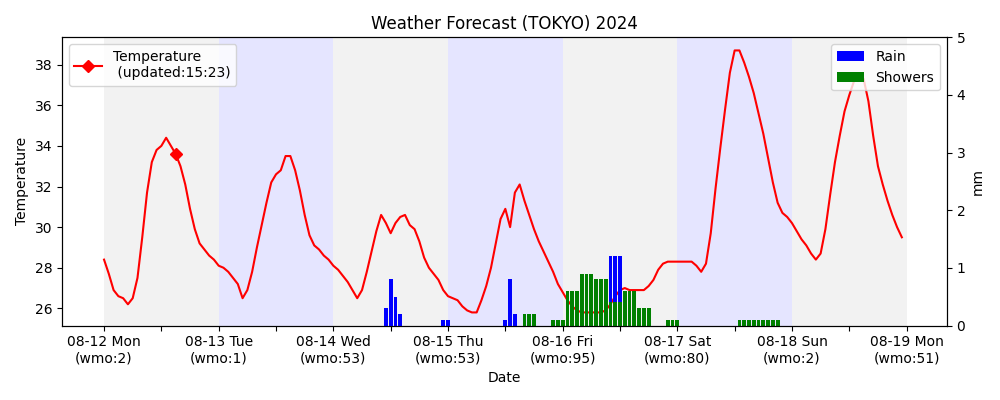 Weather Forecast (TOKYO) 2024
Temperature
(updated:15:23)
Rain
Showers
Temperature
38
36
34
32
30
28
26
5
4
3
2
1
0
mm
08-12 Mon
(wmo:2)
08-13 Tue
(wmo:1)
08-14 Wed
(wmo:53)
08-15 Thu
(wmo:53)
08-16 Fri
(wmo:95)
08-17 Sat
(wmo:80)
08-18 Sun
(wmo:2)
08-19 Mon
(wmo:51)
Date